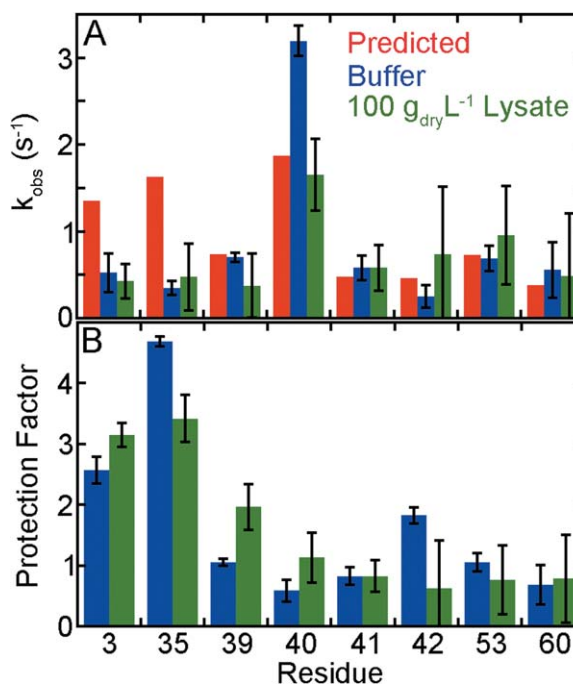 A
Predicted
Buffer
100 g_dry L⁻¹ Lysate
k_obs (s⁻¹)
3
2
1
0
B
Protection Factor
4
3
2
1
0
3 35 39 40 41 42 53 60
Residue